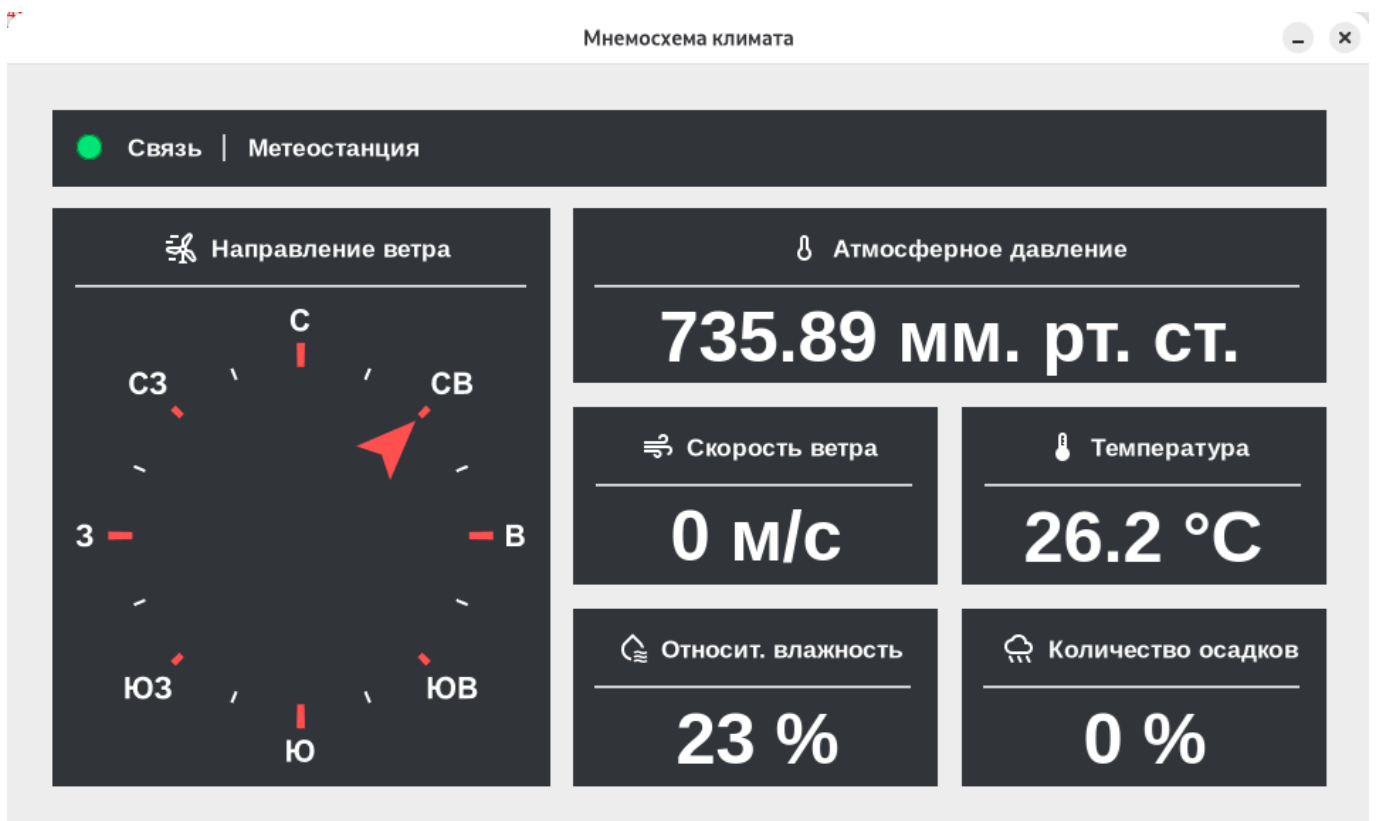 Мнемосхема климата
Связь | Метеостанция
Направление ветра
С
СЗ
СВ
З
В
ЮЗ
ЮВ
Ю
Атмосферное давление
735.89 мм. рт. ст.
Скорость ветра
0 м/с
Температура
26.2 °C
Относит. влажность
23 %
Количество осадков
0 %